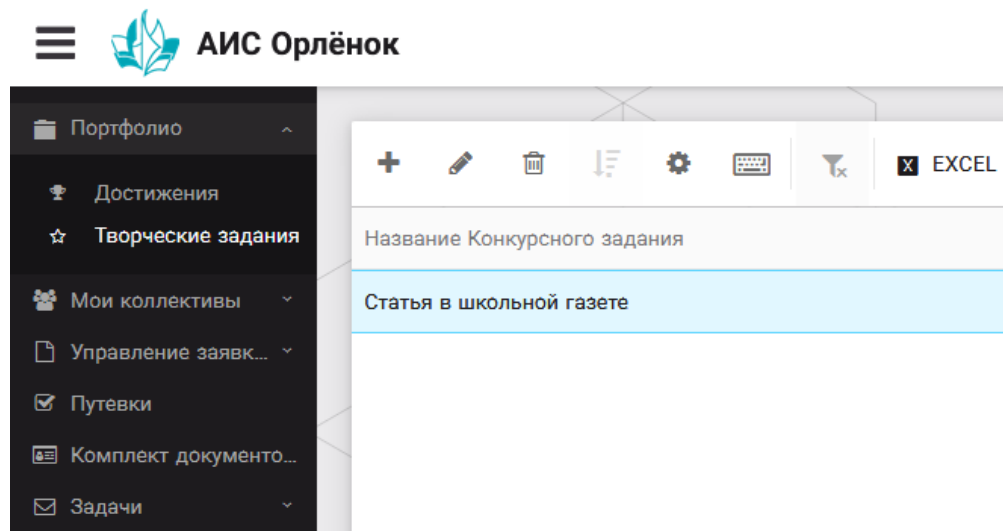 АИС Орлёнок
Портфолио
Достижения
Творческие задания
Мои коллективы
Управление заявк...
Путевки
Комплект документо...
Задачи
X EXCEL
Название Конкурсного задания
Статья в школьной газете